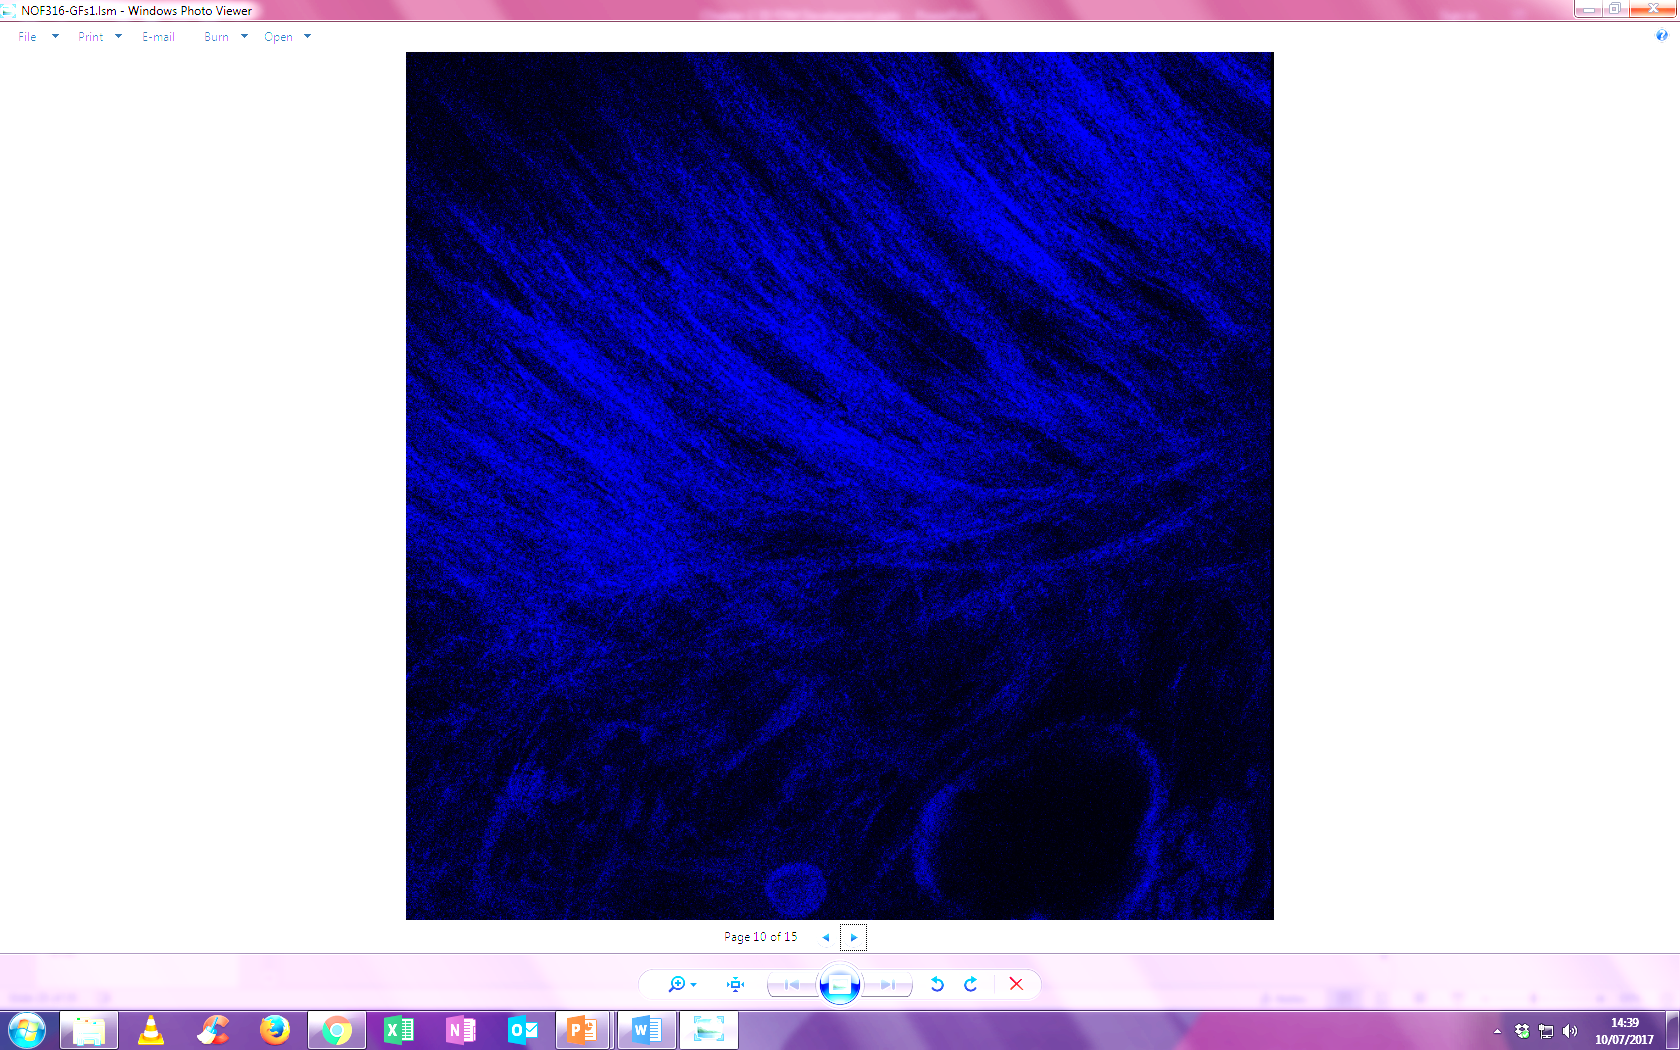 NOF316-GFs1.lsm - Windows Photo Viewer
File Print E-mail Burn Open
Page 10 of 15
14:39
10/07/2017